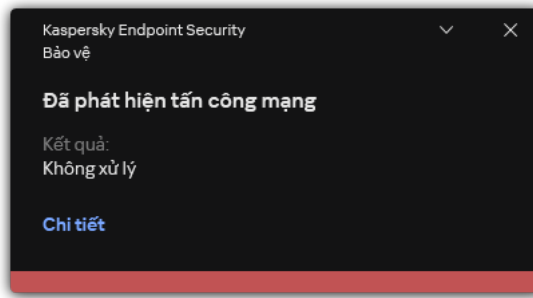 Kaspersky Endpoint Security
Bảo vệ
Đã phát hiện tấn công mạng
Kết quả:
Không xử lý
Chi tiết